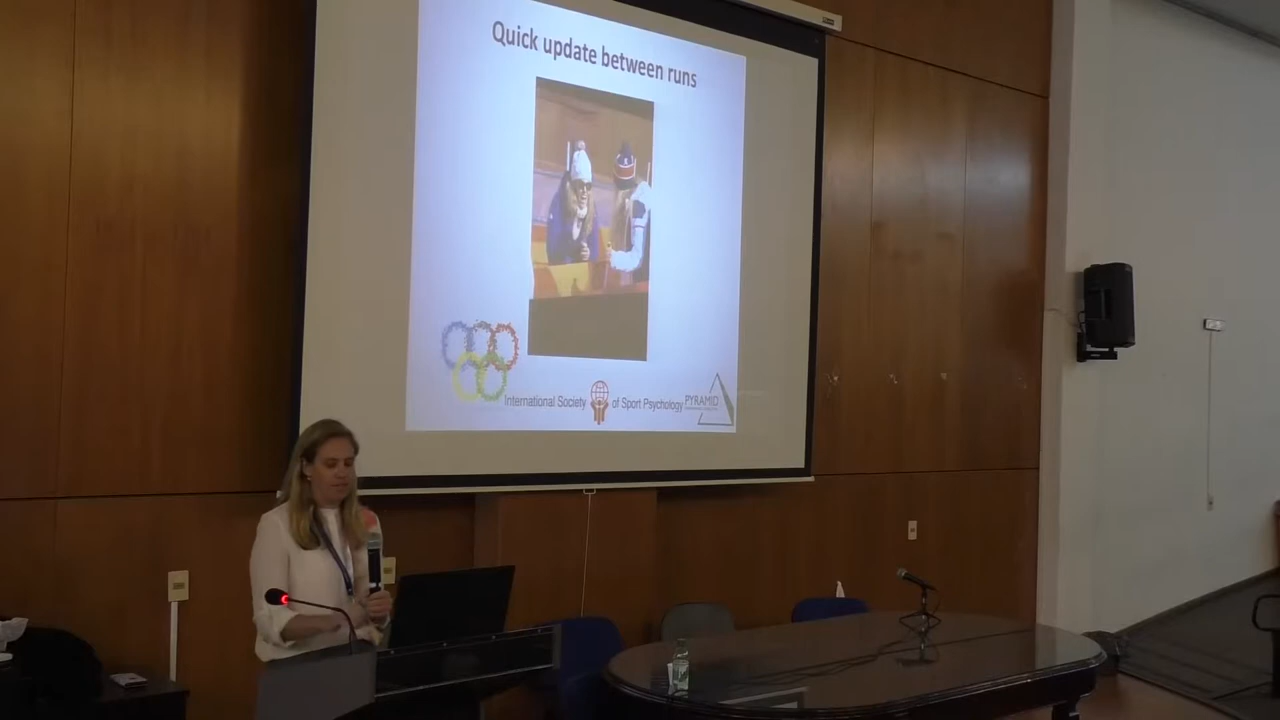 Quick update between runs
International Society of Sport Psychology
PYRAMID